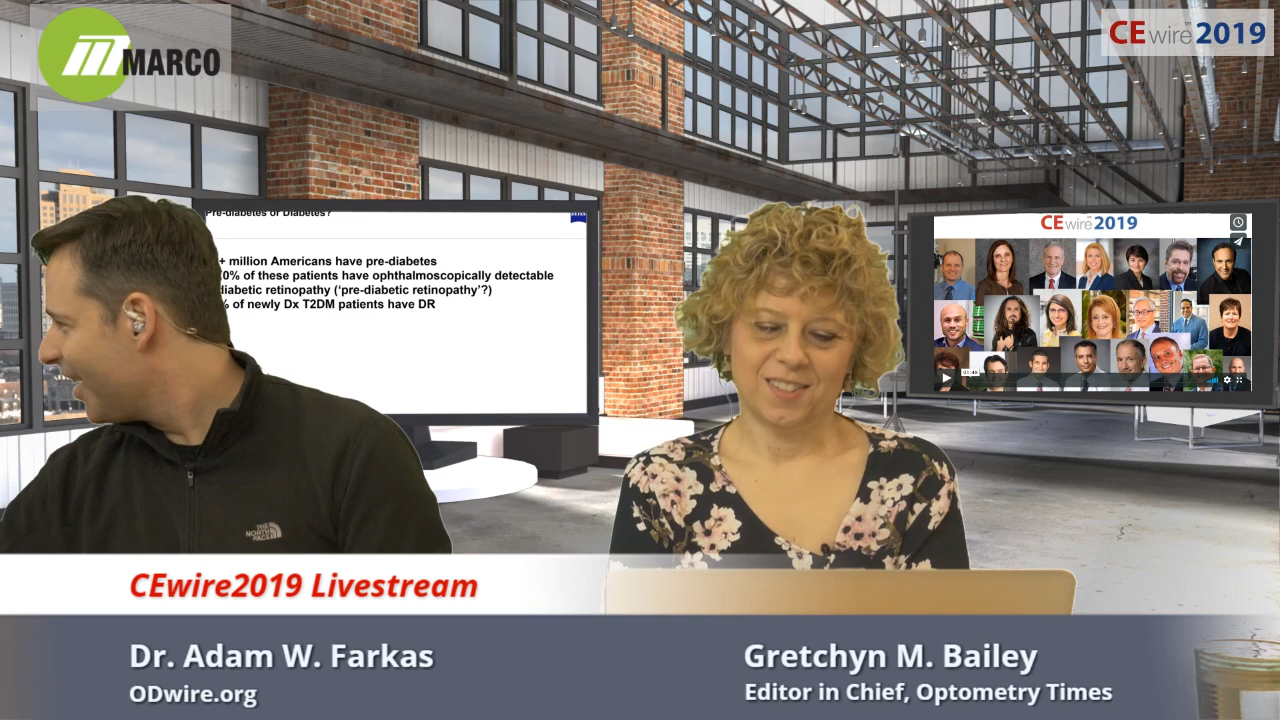 MARCO
CEwire™2019
Pre-diabetes or Diabetes?
+ million Americans have pre-diabetes
0% of these patients have ophthalmoscopically detectable
diabetic retinopathy (‘pre-diabetic retinopathy’?)
% of newly Dx T2DM patients have DR
CEwire™2019
THE
NORTH
FACE
CEwire2019 Livestream
Dr. Adam W. Farkas
ODwire.org
Gretchyn M. Bailey
Editor in Chief, Optometry Times